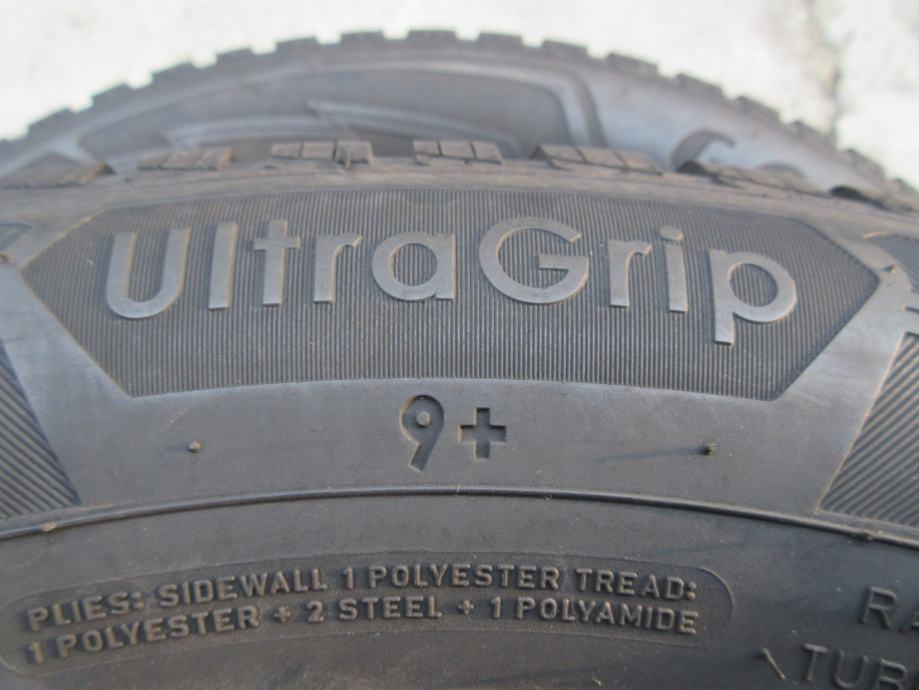 UltraGrip
9+
PLIES: SIDEWALL 1 POLYESTER TREAD:
1 POLYESTER + 2 STEEL + 1 POLYAMIDE